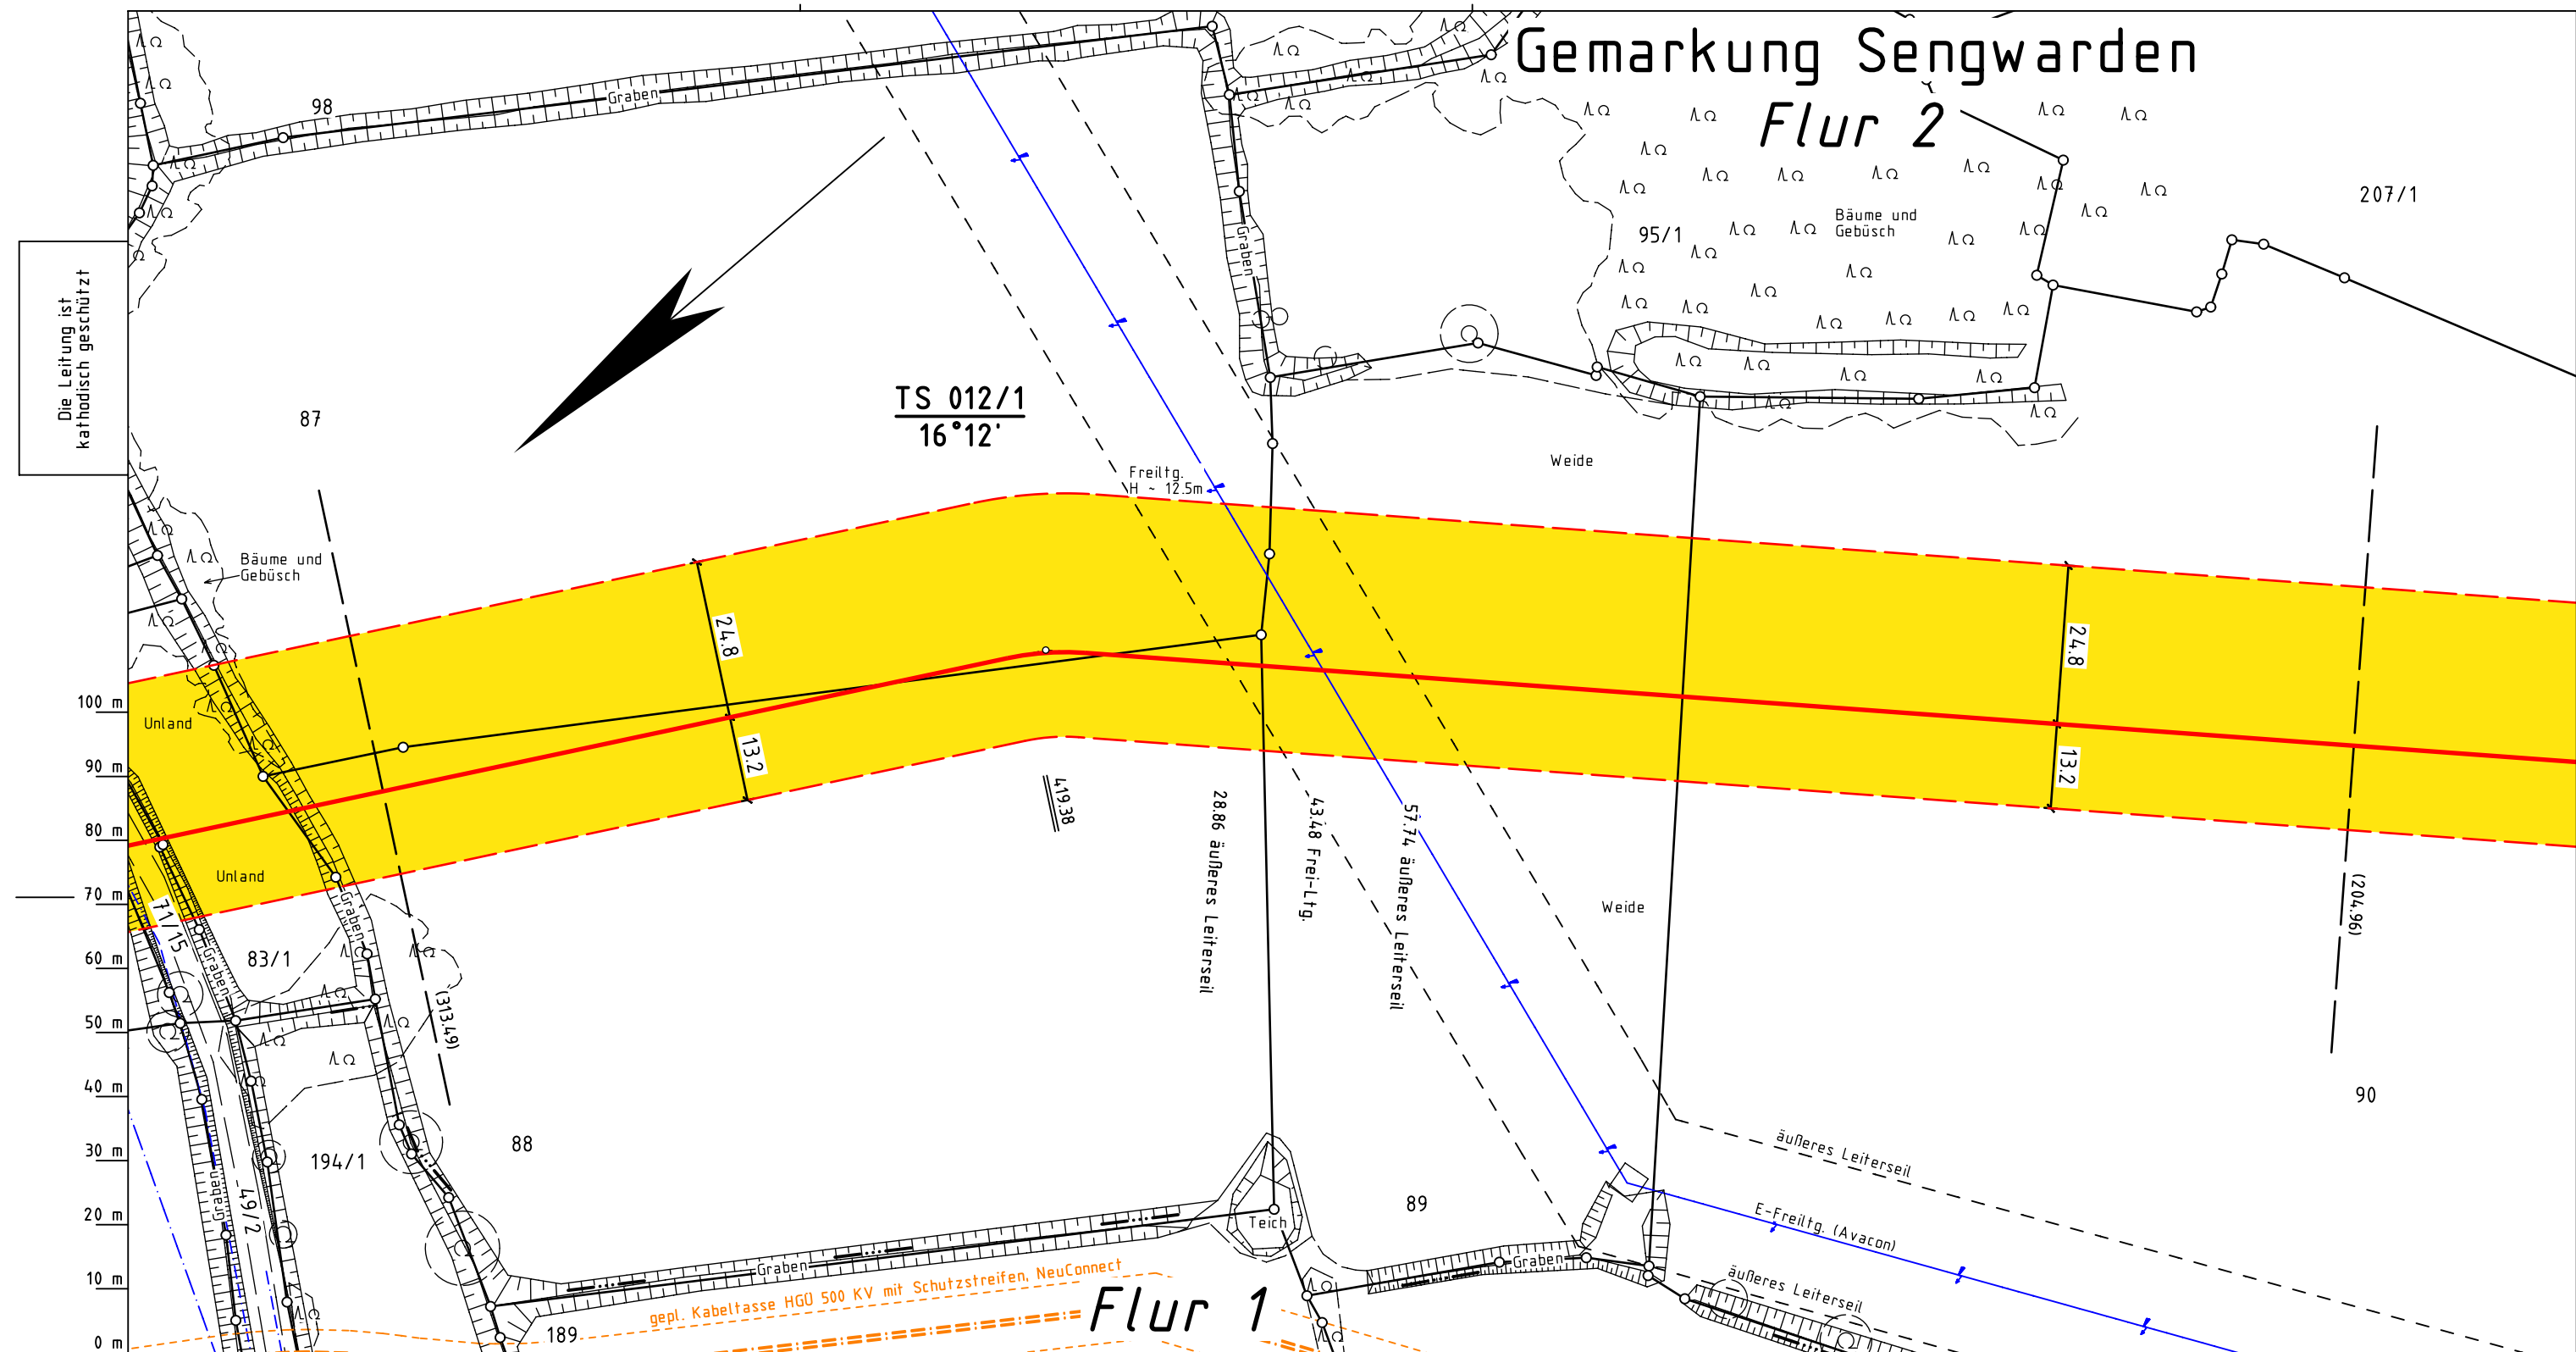 Gemarkung Sengwarden
Flur 2
98
Graben
207/1
Bäume und
Gebüsch
95/1
Graben
Die Leitung ist
kathodisch geschützt
87
TS 012/1
16°12'
Freiltg.
H ~ 12.5m
Weide
Bäume und
Gebüsch
24.8
24.8
100 m
Unland
13.2
13.2
90 m
80 m
419.38
28.86 äußeres Leiterseil
43.48 Frei-Ltg.
57.74 äußeres Leiterseil
Unland
70 m
71/15
Graben
Weide
(204.96)
60 m
83/1
Graben
(313.49)
50 m
40 m
90
30 m
194/1
88
äußeres Leiterseil
20 m
49/2
Graben
Teich
89
E-Freiltg. (Avacon)
10 m
Graben
Graben
äußeres Leiterseil
gepl. Kabeltasse HGÜ 500 KV mit Schutzstreifen, NeuConnect
Flur 1
0 m
189